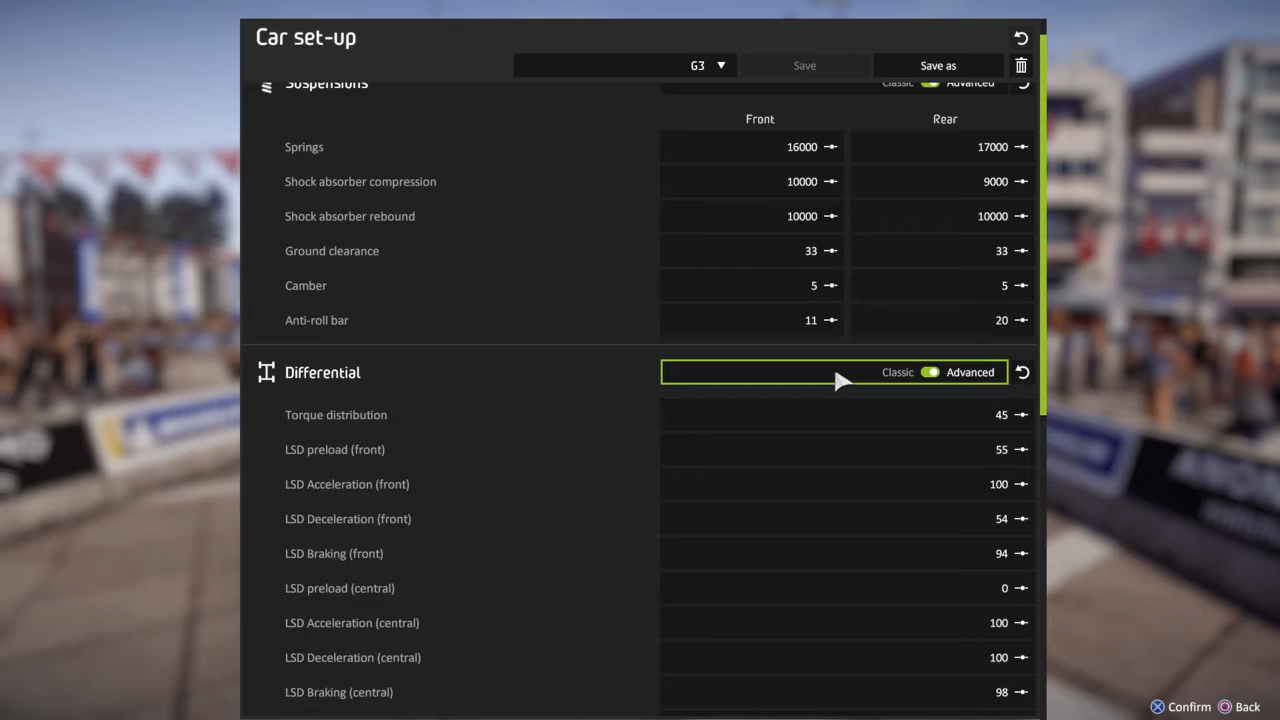 Car set-up
G3 ▼ Save Save as
Suspensions Classic Advanced
Front Rear
Springs 16000 17000
Shock absorber compression 10000 9000
Shock absorber rebound 10000 10000
Ground clearance 33 33
Camber 5 5
Anti-roll bar 11 20
Differential Classic Advanced
Torque distribution 45
LSD preload (front) 55
LSD Acceleration (front) 100
LSD Deceleration (front) 54
LSD Braking (front) 94
LSD preload (central) 0
LSD Acceleration (central) 100
LSD Deceleration (central) 100
LSD Braking (central) 98
Confirm Back